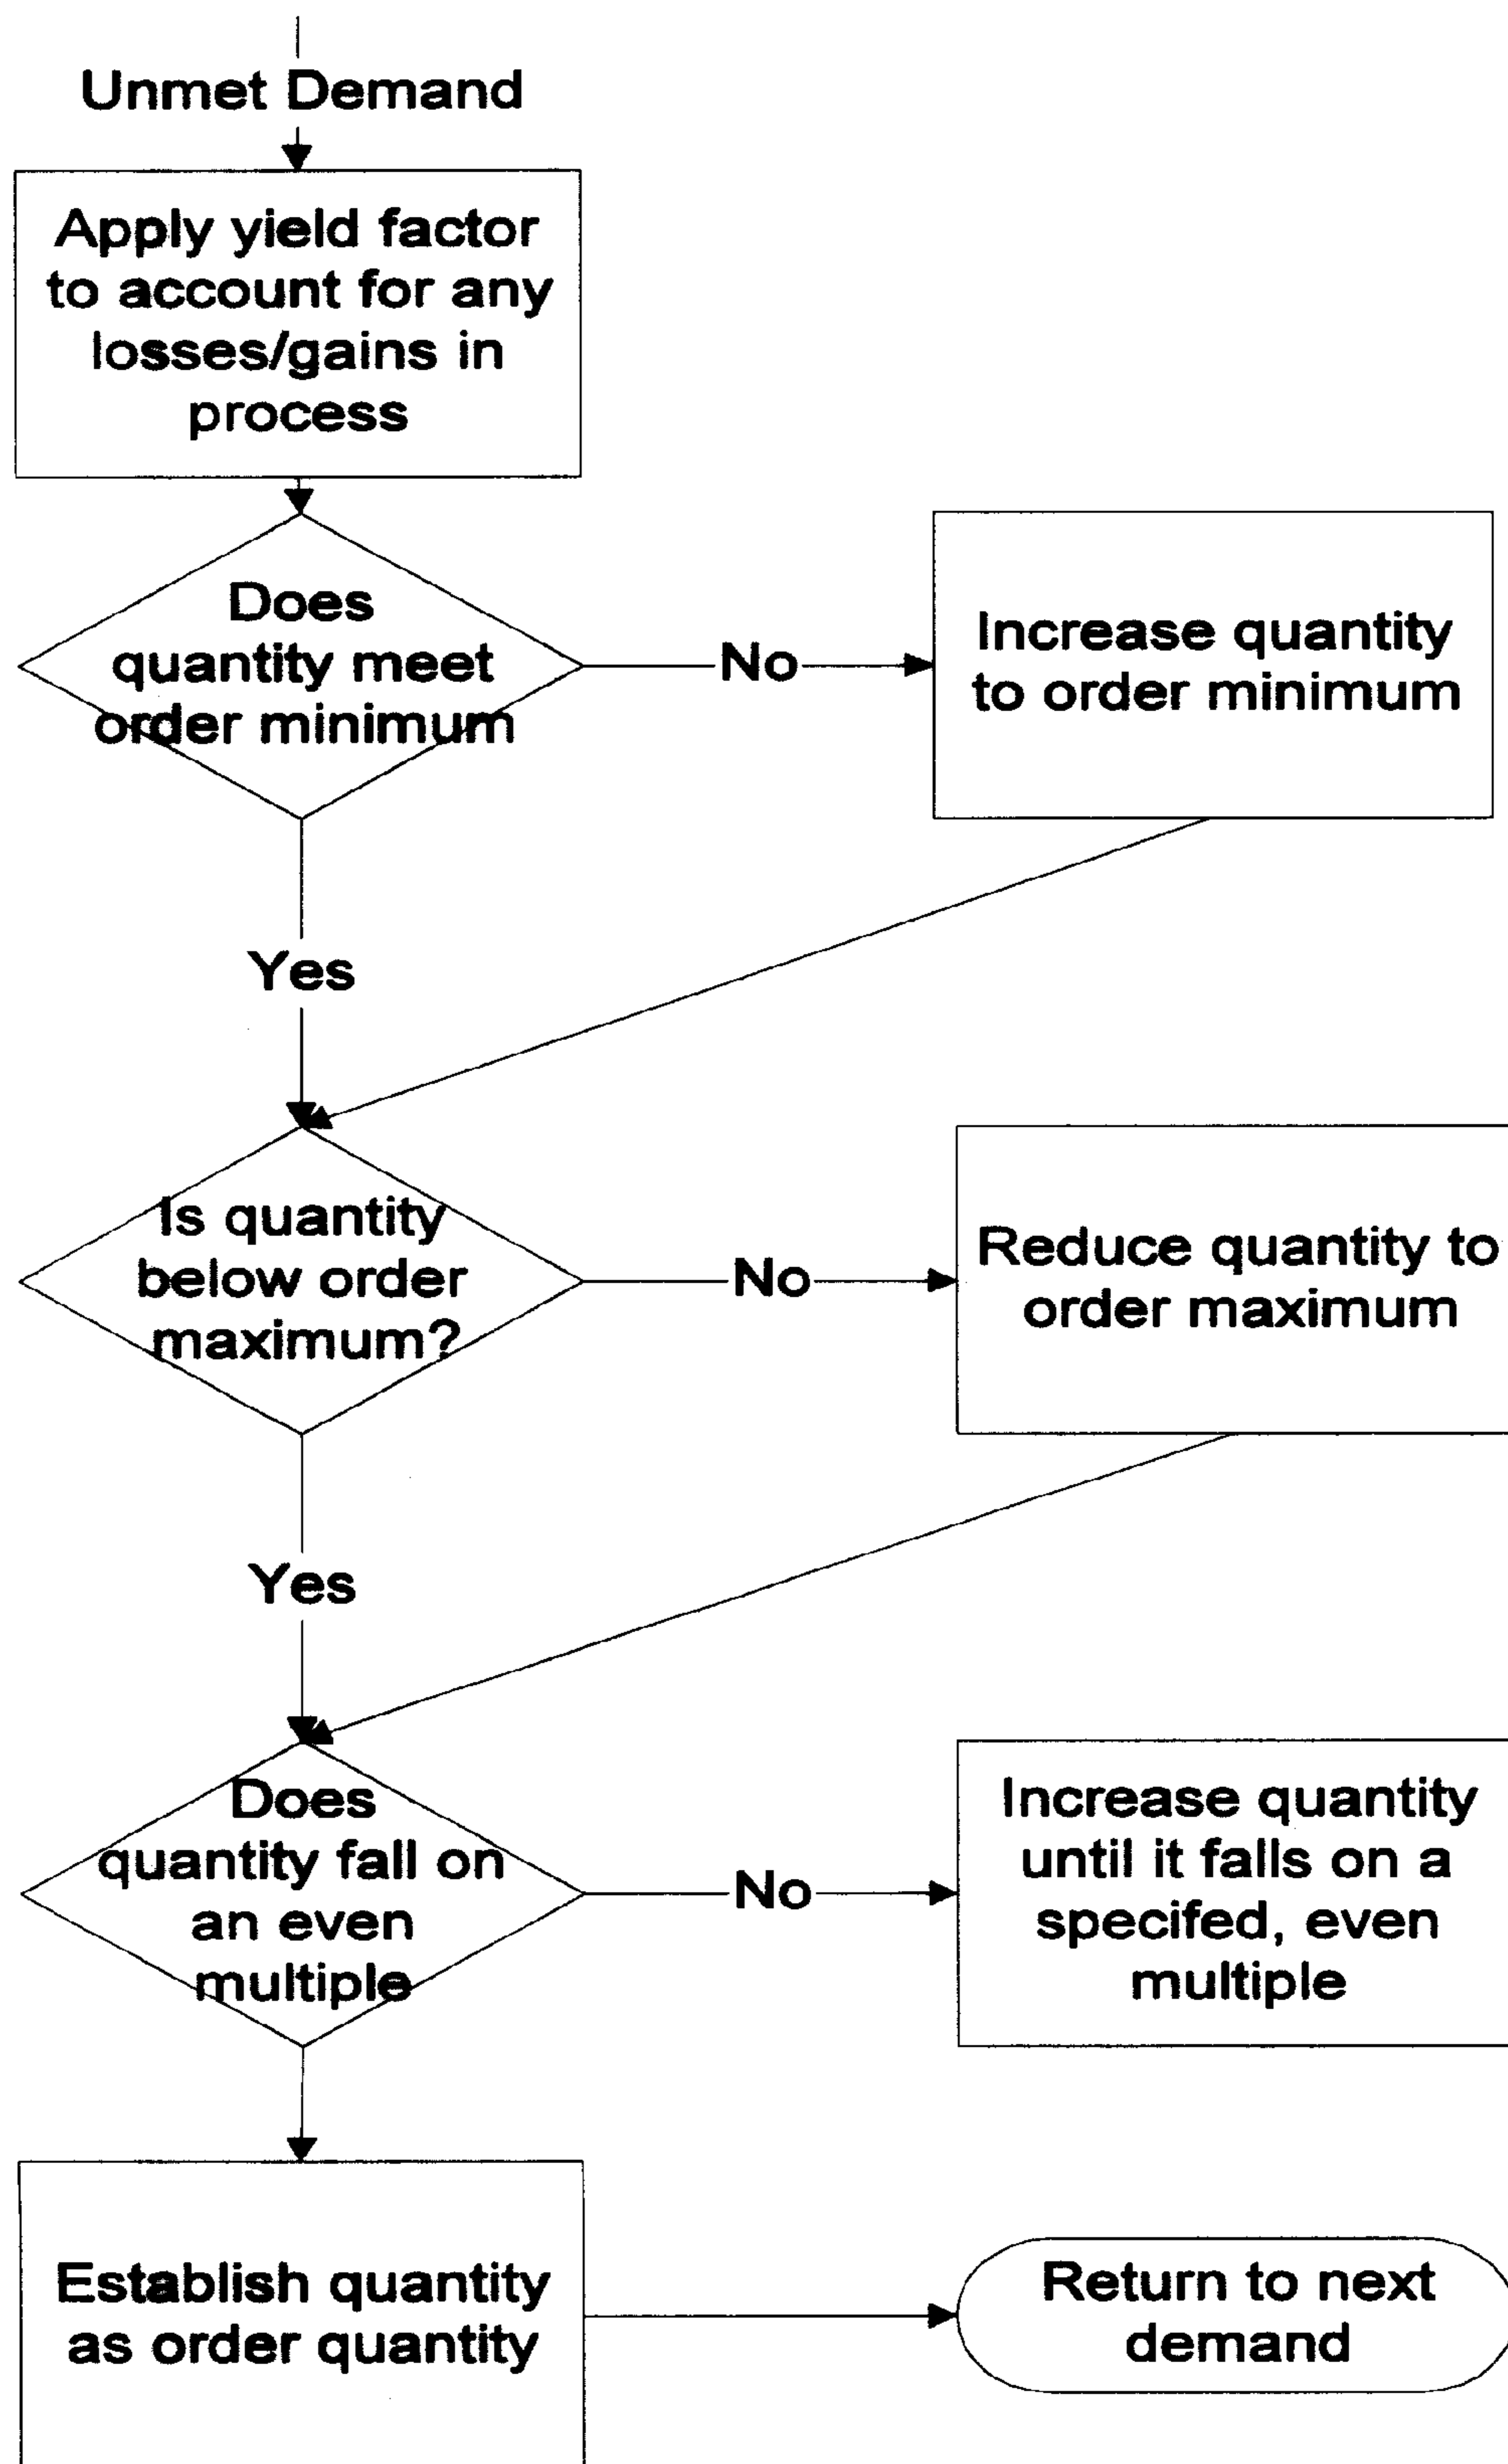 Unmet Demand
Apply yield factor
to account for any
losses/gains in
process
Does
quantity meet
order minimum
No
Increase quantity
to order minimum
Yes
Is quantity
below order
maximum?
No
Reduce quantity to
order maximum
Yes
Does
quantity fall on
an even
multiple
No
Increase quantity
until it falls on a
specifed, even
multiple
Establish quantity
as order quantity
Return to next
demand